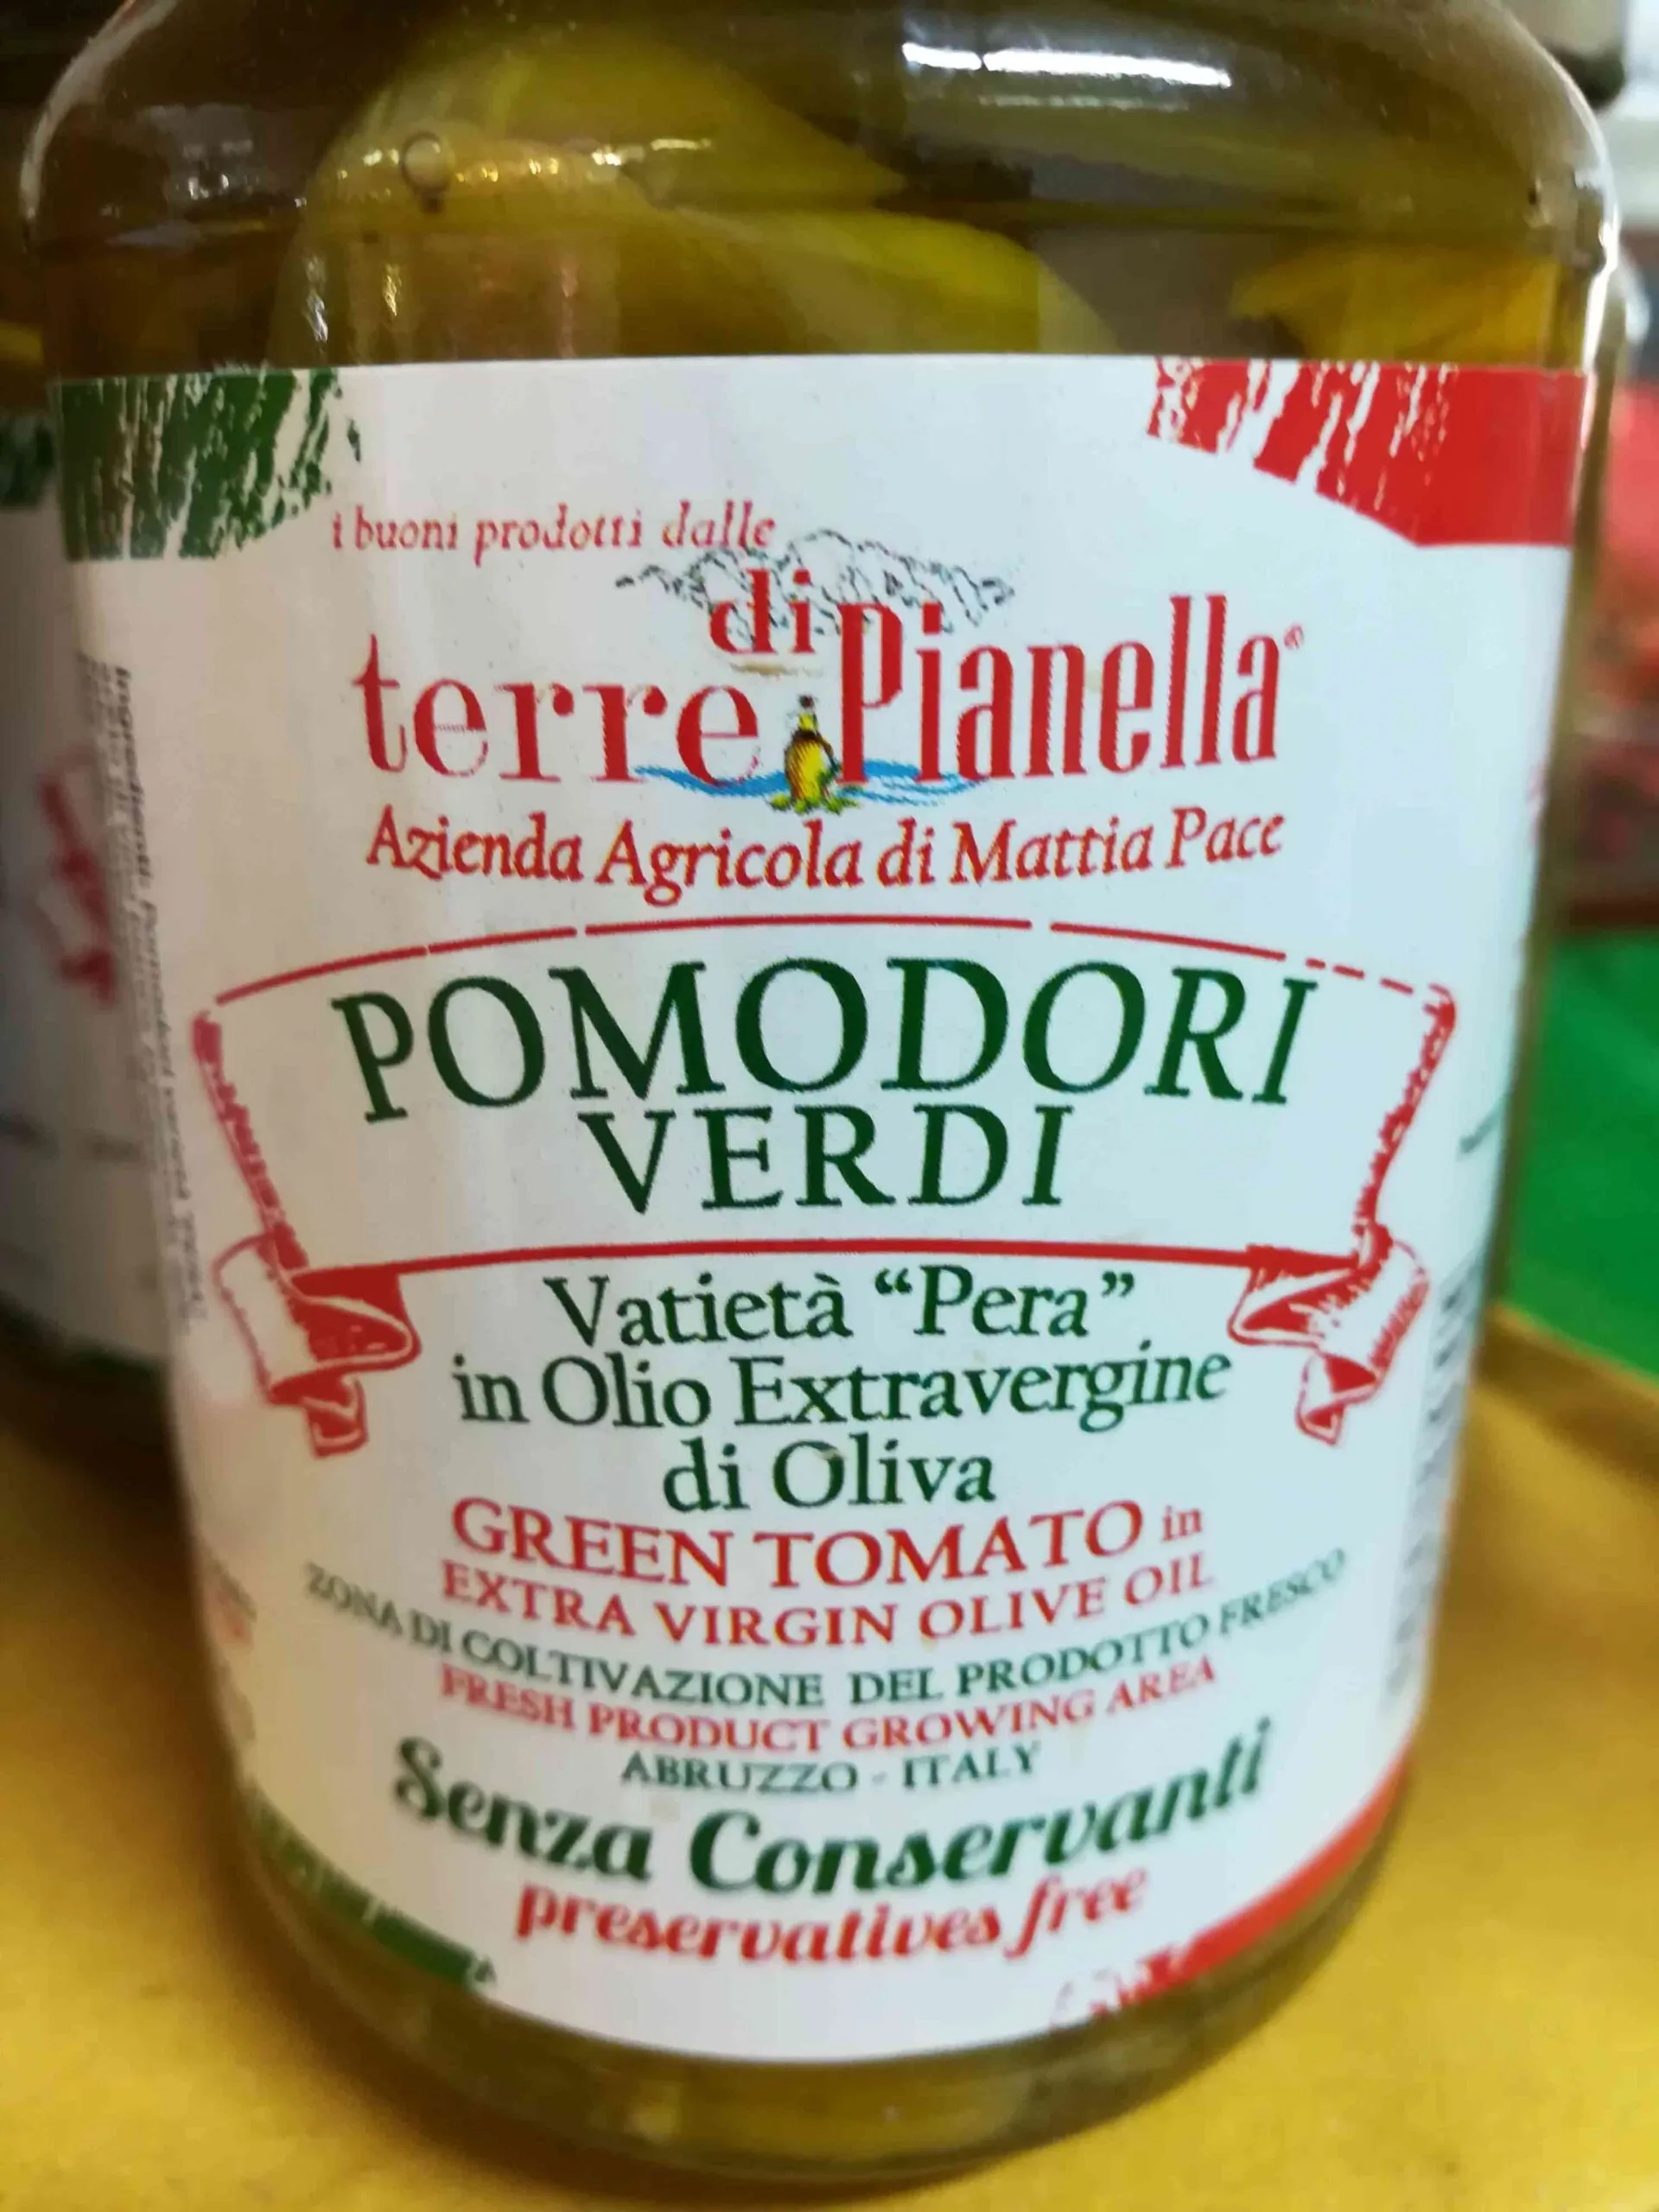 i buoni prodotti dalle
terre di Pianella®
Azienda Agricola di Mattia Pace
POMODORI
VERDI
Vatietà “Pera”
in Olio Extravergine
di Oliva
GREEN TOMATO in
EXTRA VIRGIN OLIVE OIL
ZONA DI COLTIVAZIONE DEL PRODOTTO FRESCO
FRESH PRODUCT GROWING AREA
ABRUZZO - ITALY
Senza Conservanti
preservatives free